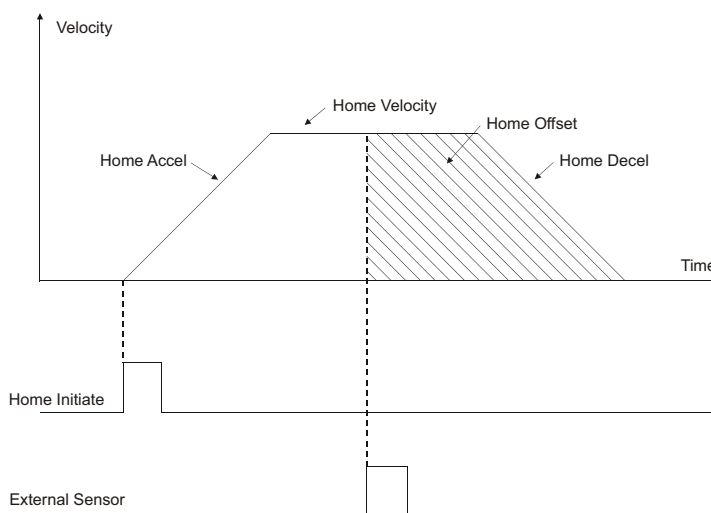 Velocity
Home Velocity
Home Offset
Home Accel
Home Decel
Time
Home Initiate
External Sensor